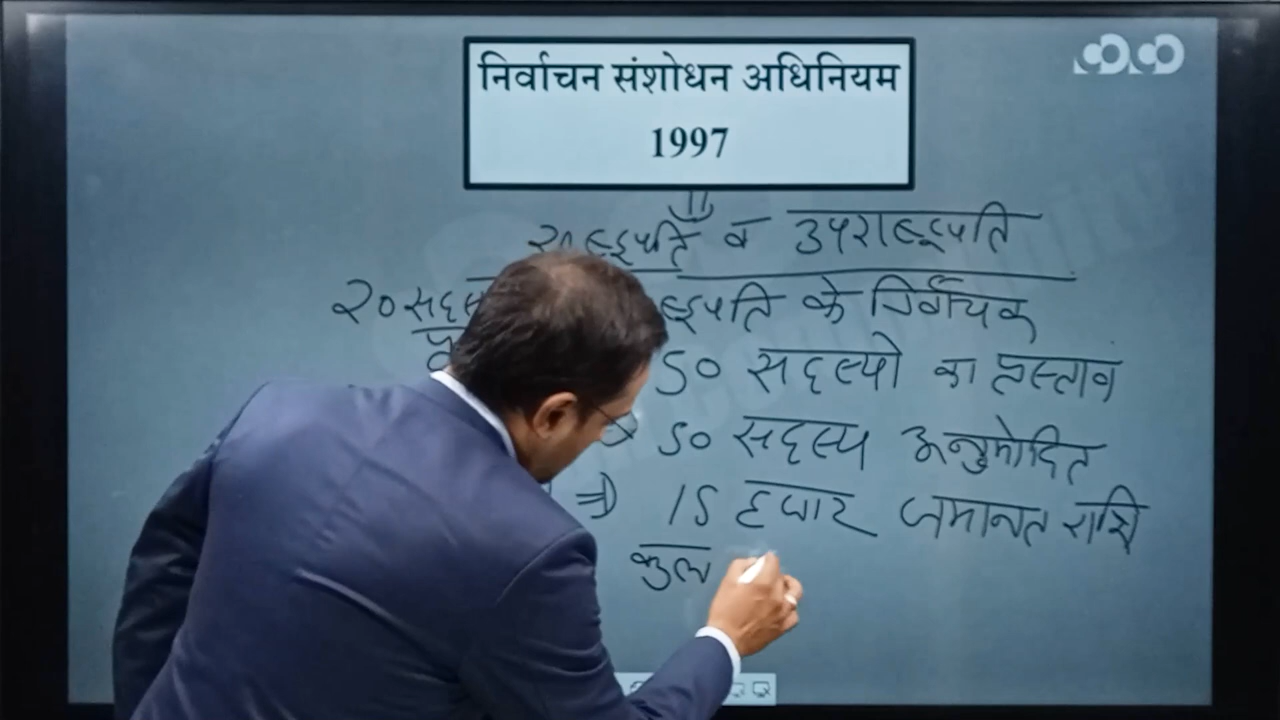 निर्वाचन संशोधन अधिनियम
1997
राष्ट्रपति व उपराष्ट्रपति
२० के निर्वाचक
50 सदस्यो का प्रस्ताव
50 सदस्य अनुमोदित
⇒ 15 हजार जमानत राशि
कुल